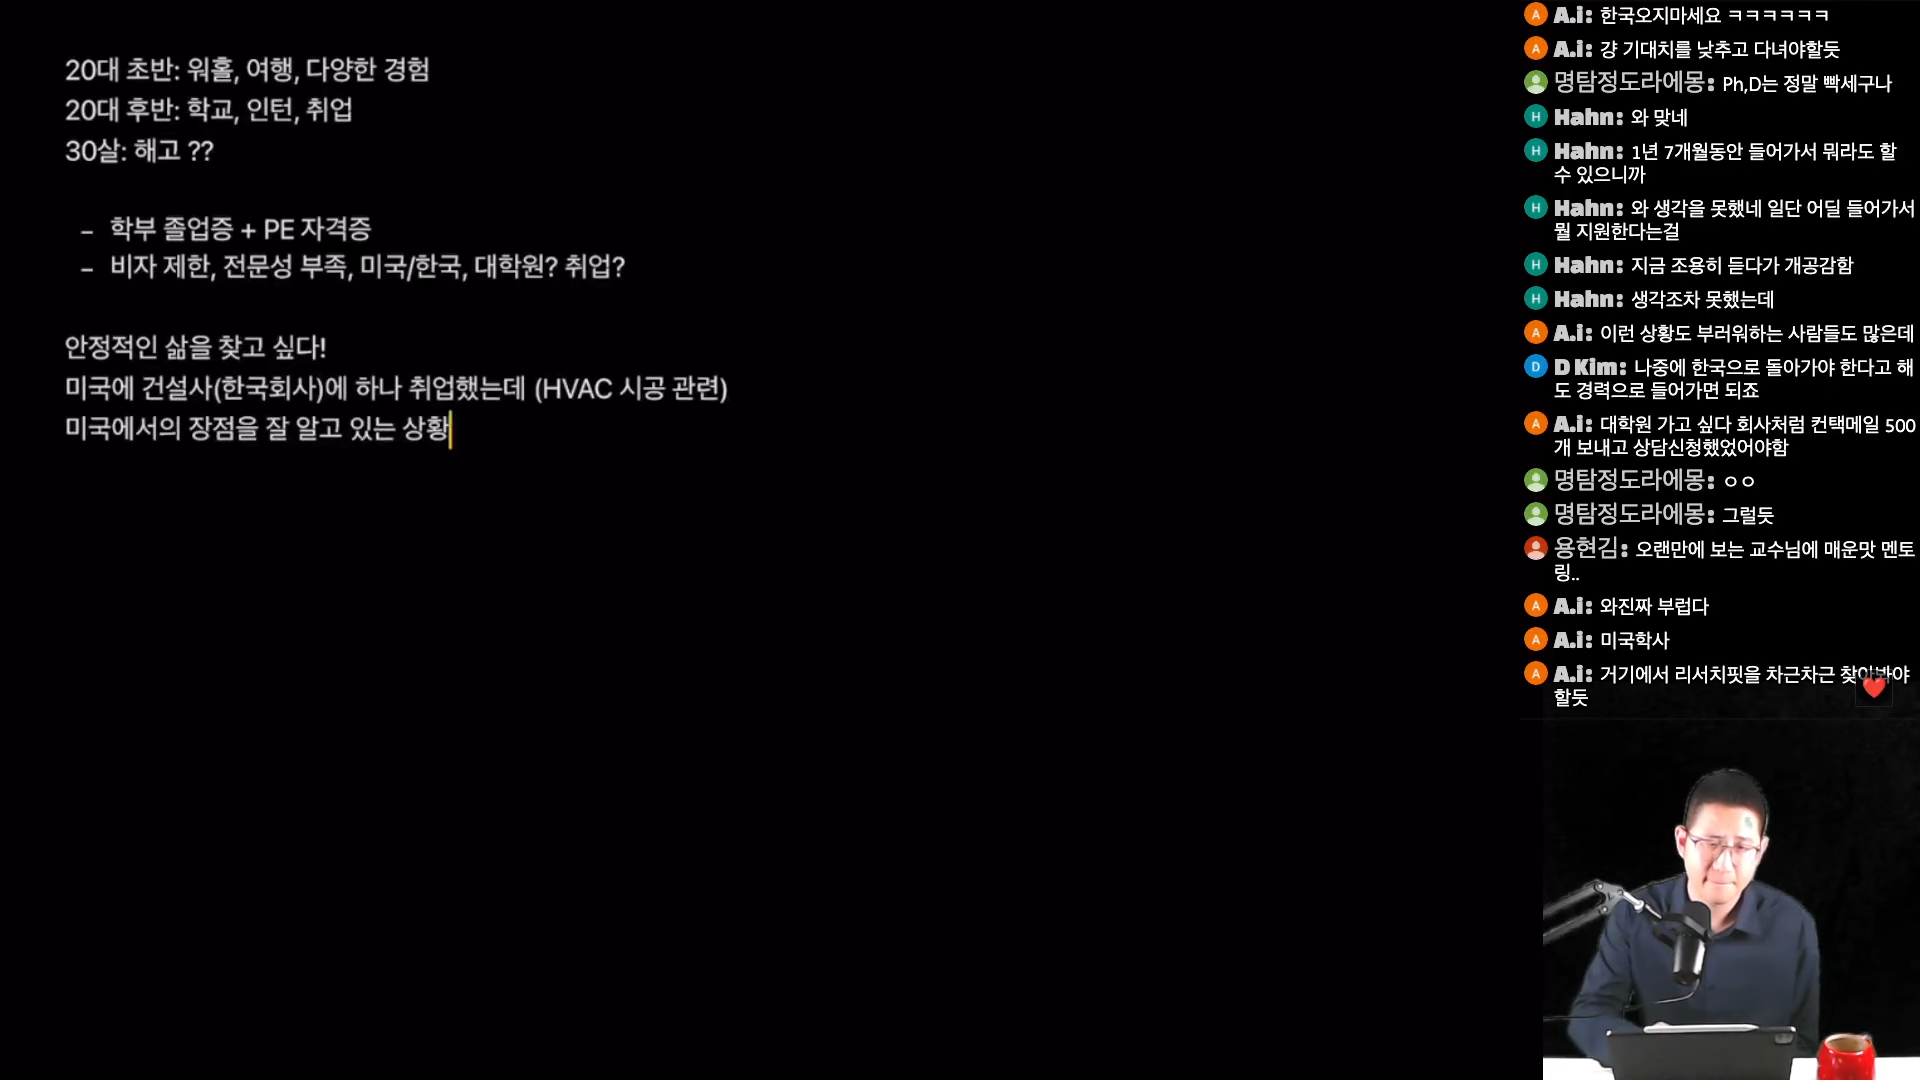 20대 초반: 워홀, 여행, 다양한 경험
20대 후반: 학교, 인턴, 취업
30살: 해고 ??
– 학부 졸업증 + PE 자격증
– 비자 제한, 전문성 부족, 미국/한국, 대학원? 취업?
안정적인 삶을 찾고 싶다!
미국에 건설사(한국회사)에 하나 취업했는데 (HVAC 시공 관련)
미국에서의 장점을 잘 알고 있는 상황
A A.i: 한국오지마세요 ㅋㅋㅋㅋㅋㅋ
A A.i: 걍 기대치를 낮추고 다녀야할듯
명탐정도라에몽: Ph,D는 정말 빡세구나
H Hahn: 와 맞네
H Hahn: 1년 7개월동안 들어가서 뭐라도 할
수 있으니까
H Hahn: 와 생각을 못했네 일단 어딜 들어가서
뭘 지원한다는걸
H Hahn: 지금 조용히 듣다가 개공감함
H Hahn: 생각조차 못했는데
A A.i: 이런 상황도 부러워하는 사람들도 많은데
D D Kim: 나중에 한국으로 돌아가야 한다고 해
도 경력으로 들어가면 되죠
A A.i: 대학원 가고 싶다 회사처럼 컨택메일 500
개 보내고 상담신청했었어야함
명탐정도라에몽: ㅇㅇ
명탐정도라에몽: 그럴듯
용현김: 오랜만에 보는 교수님에 매운맛 멘토
링..
A A.i: 와진짜 부럽다
A A.i: 미국학사
A A.i: 거기에서 리서치핏을 차근차근 찾아봐야
할듯